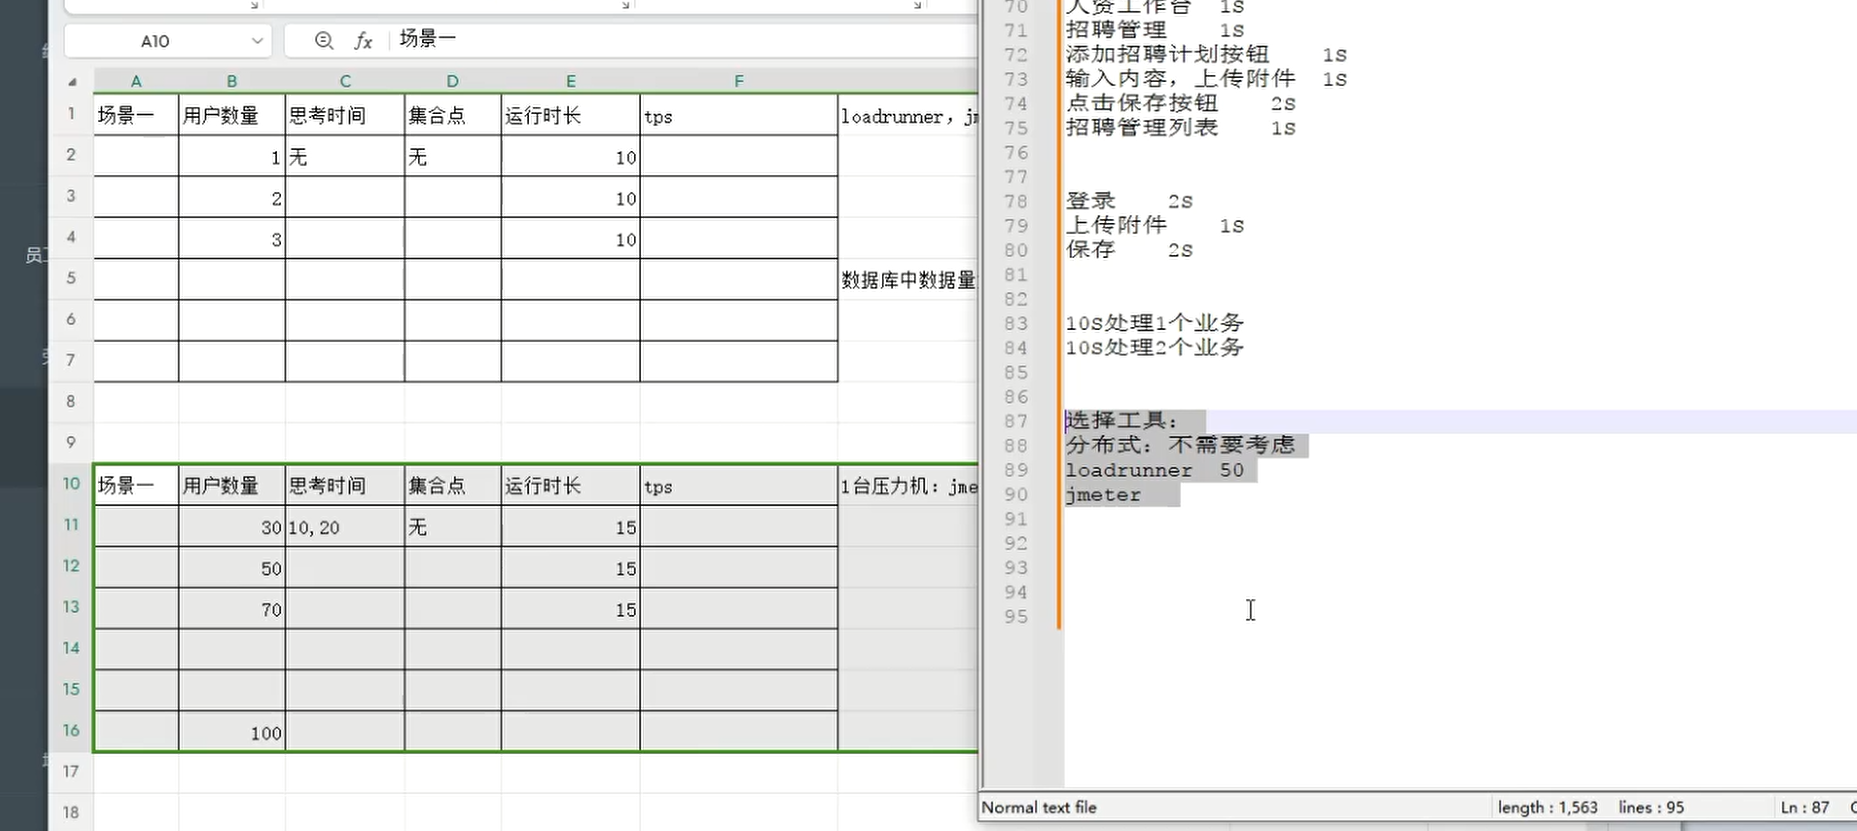 A10 fx 场景一
A B C D E F
1 场景一 用户数量 思考时间 集合点 运行时长 tps loadrunner，
2 1 无 无 10
3 2 10
4 3 10
5 数据库中数据量
6
7
8
9
10 场景一 用户数量 思考时间 集合点 运行时长 tps 1台压力机：jme
11 30 10,20 无 15
12 50 15
13 70 15
14
15
16 100
17
18
70 人资工作台 1S
71 招聘管理 1S
72 添加招聘计划按钮 1S
73 输入内容，上传附件 1S
74 点击保存按钮 2S
75 招聘管理列表 1S
76
77
78 登录 2S
79 上传附件 1S
80 保存 2S
81
82
83 10S处理1个业务
84 10S处理2个业务
85
86
87 选择工具：
88 分布式：不需要考虑
89 loadrunner 50
90 jmeter
91
92
93
94
95
Normal text file length : 1,563 lines : 95 Ln : 87